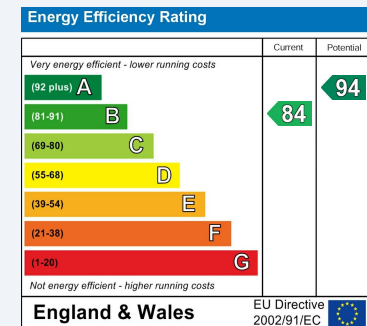 Energy Efficiency Rating
Current Potential
Very energy efficient - lower running costs
(92 plus) A 94
(81-91) B 84
(69-80) C
(55-68) D
(39-54) E
(21-38) F
(1-20) G
Not energy efficient - higher running costs
England & Wales
EU Directive
2002/91/EC